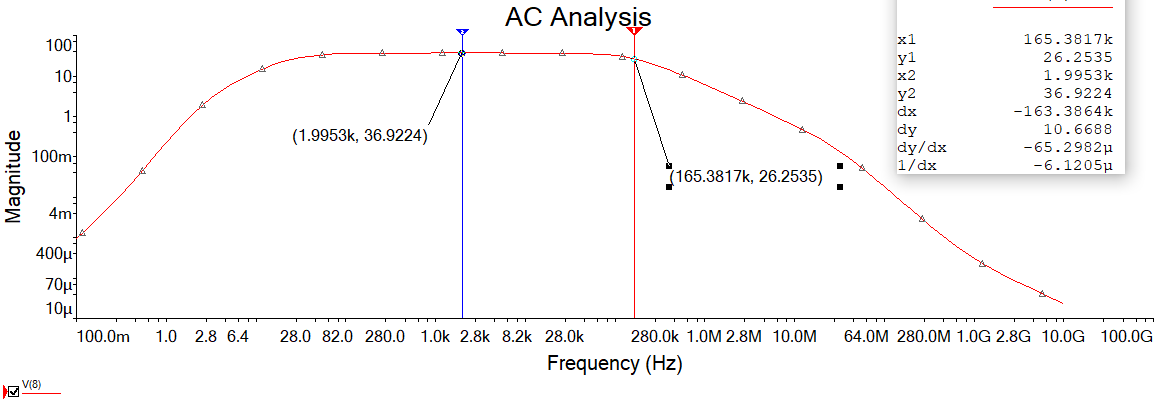 AC Analysis
x1 165.3817k
y1 26.2535
x2 1.9953k
y2 36.9224
dx -163.3864k
dy 10.6688
dy/dx -65.2982µ
1/dx -6.1205µ
2
1
100
10
1
100m
4m
400µ
70µ
10µ
Magnitude
(1.9953k, 36.9224)
(165.3817k, 26.2535)
100.0m 1.0 2.8 6.4 28.0 82.0 280.0 1.0k 2.8k 8.2k 28.0k 280.0k 1.0M 2.8M 10.0M 64.0M 280.0M 1.0G 2.8G 10.0G 100.0G
Frequency (Hz)
V(8)